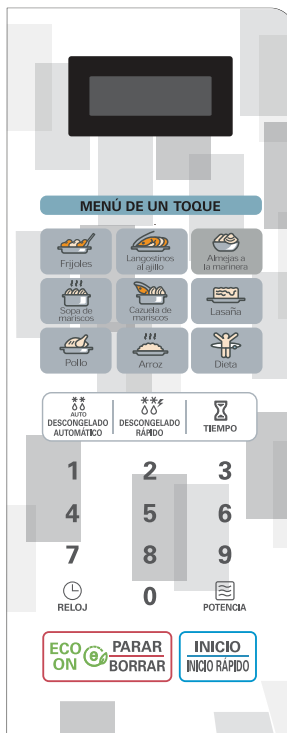 MENÚ DE UN TOQUE
Frijoles
Langostinos
al ajillo
Almejas a
la marinera
Sopa de
mariscos
Cazuela de
mariscos
Lasaña
Pollo
Arroz
Dieta
AUTO
DESCONGELADO
AUTOMÁTICO
DESCONGELADO
RÁPIDO
TIEMPO
1 2 3
4 5 6
7 8 9
RELOJ
0
POTENCIA
ECO
ON
e
PARAR
BORRAR
INICIO
INICIO RÁPIDO